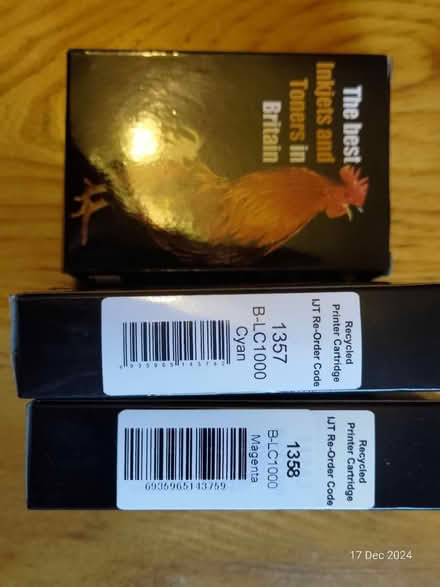 The best
Inkjets and
Toners in
Britain
Recycled
Printer Cartridge
IJT Re-Order Code
1357
B-LC1000
Cyan
Recycled
Printer Cartridge
IJT Re-Order Code
1358
B-LC1000
Magenta
6935965143759
17 Dec 2024